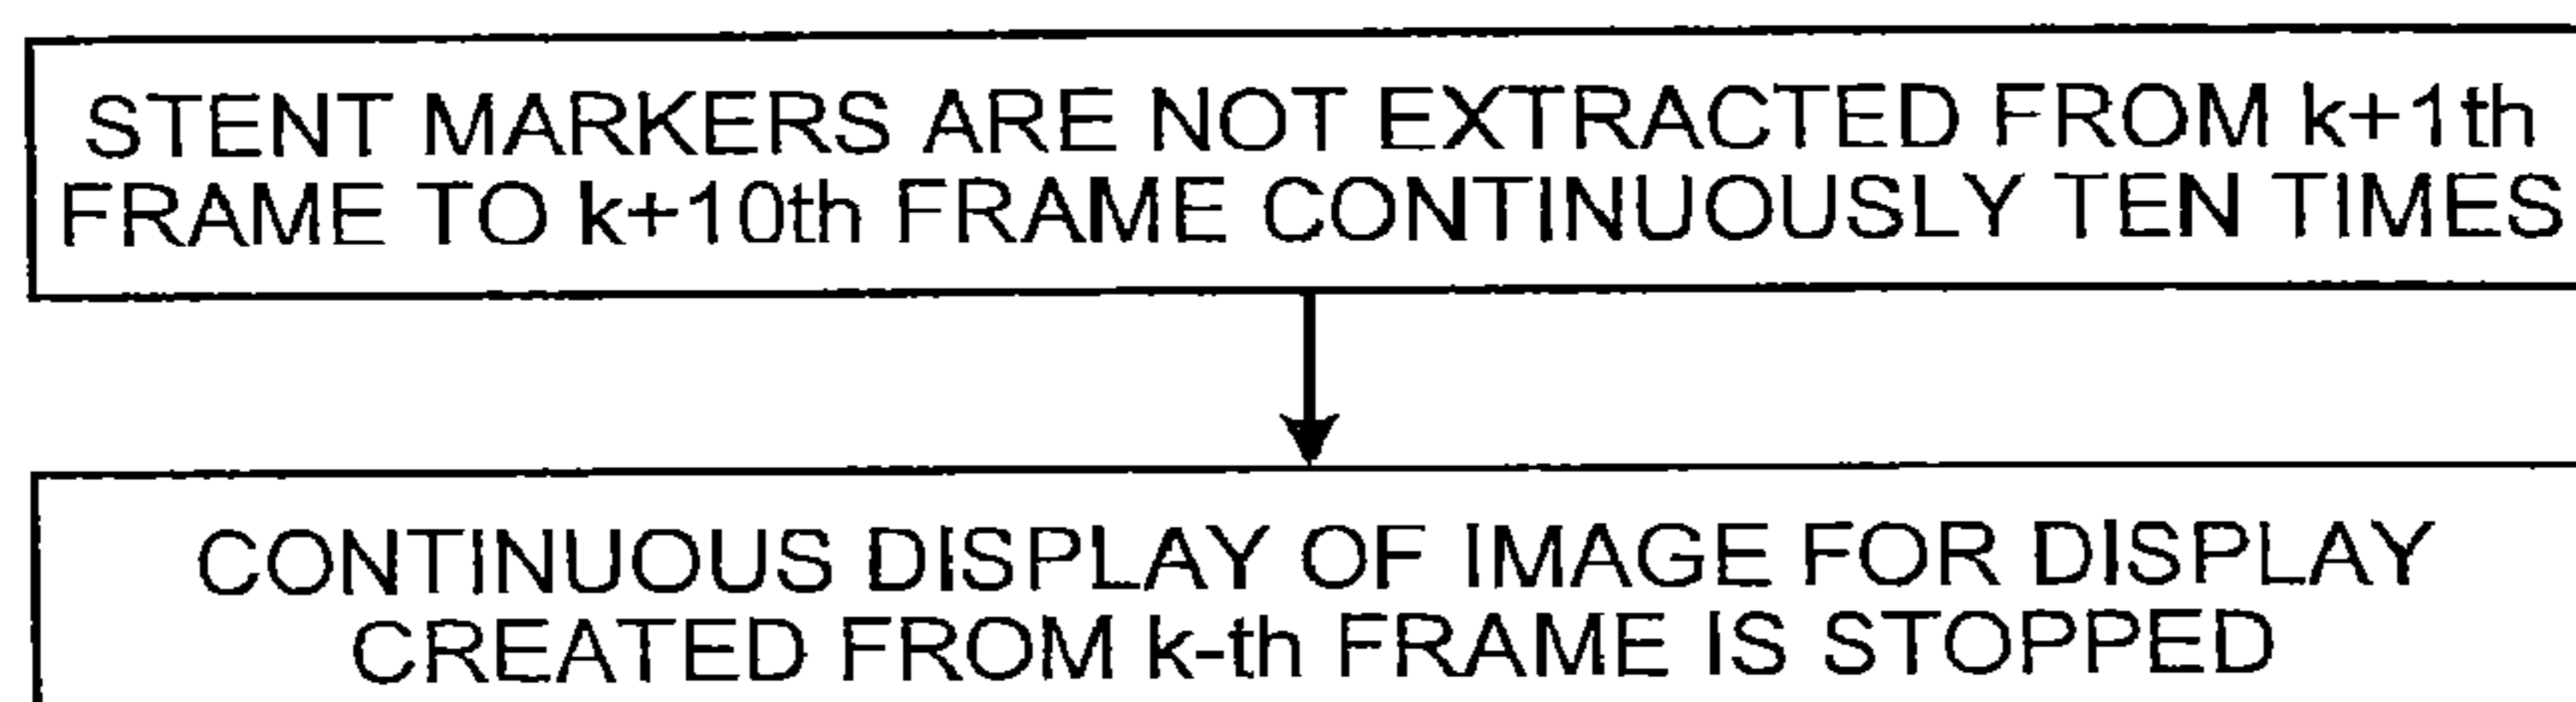 STENT MARKERS ARE NOT EXTRACTED FROM k+1th
FRAME TO k+10th FRAME CONTINUOUSLY TEN TIMES
CONTINUOUS DISPLAY OF IMAGE FOR DISPLAY
CREATED FROM k-th FRAME IS STOPPED